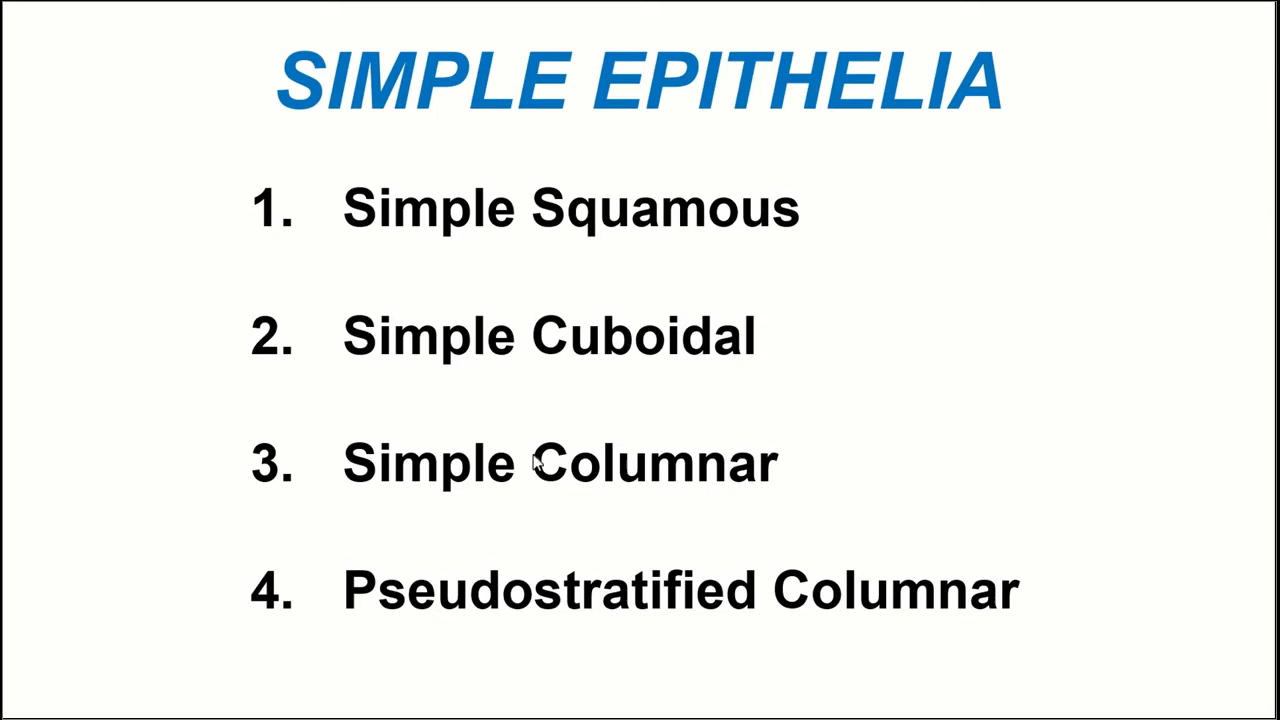 SIMPLE EPITHELIA
1. Simple Squamous
2. Simple Cuboidal
3. Simple Columnar
4. Pseudostratified Columnar